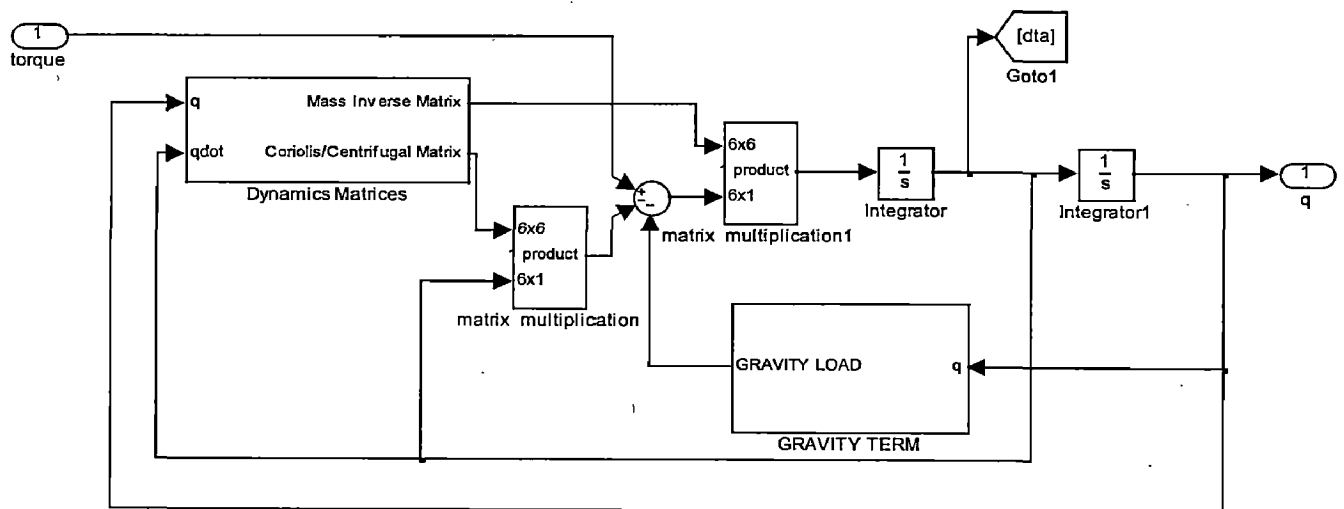 1
torque
[dta]
Goto1
q
Mass Inverse Matrix
qdot
Coriolis/Centrifugal Matrix
Dynamics Matrices
6x6
product
6x1
matrix multiplication
+
-
-
6x6
product
6x1
matrix multiplication1
1
s
Integrator
1
s
Integrator1
1
q
GRAVITY LOAD
q
GRAVITY TERM